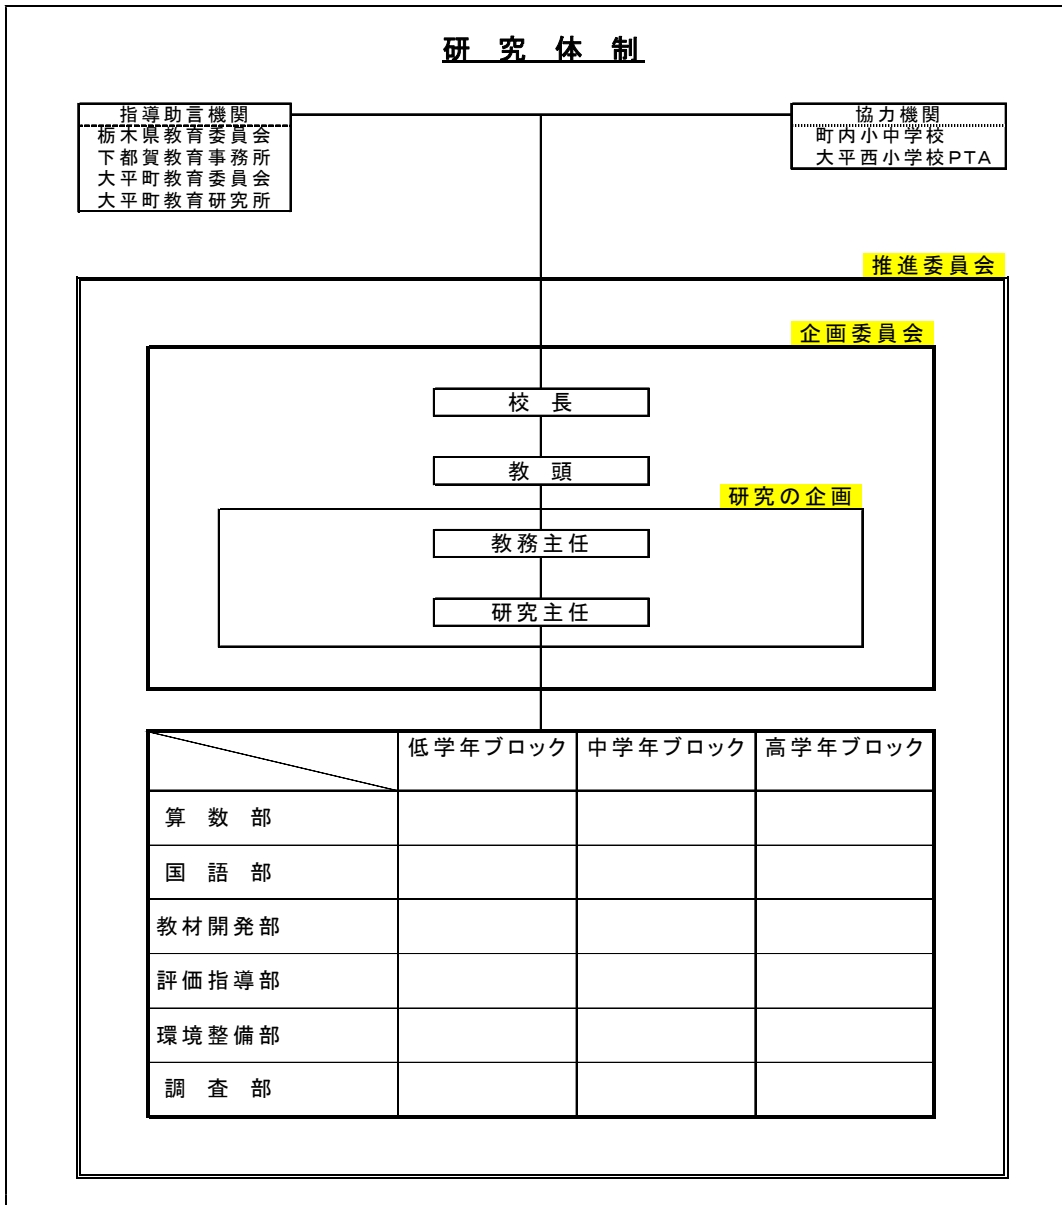 研究体制
指導助言機関
栃木県教育委員会
下都賀教育事務所
大平町教育委員会
大平町教育研究所
協力機関
町内小中学校
大平西小学校PTA
推進委員会
企画委員会
校長
教頭
研究の企画
教務主任
研究主任
低学年ブロック 中学年ブロック 高学年ブロック
算数部
国語部
教材開発部
評価指導部
環境整備部
調査部